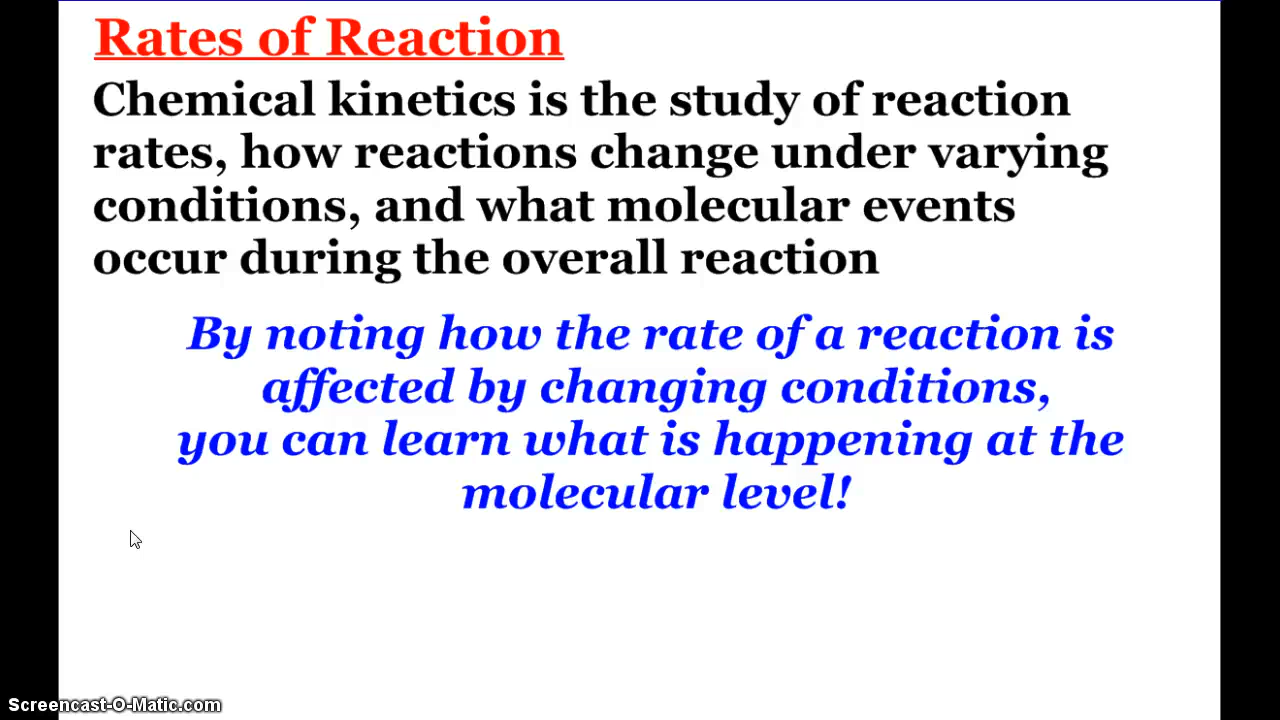 Rates of Reaction
Chemical kinetics is the study of reaction
rates, how reactions change under varying
conditions, and what molecular events
occur during the overall reaction
By noting how the rate of a reaction is
affected by changing conditions,
you can learn what is happening at the
molecular level!
Screencast-O-Matic.com